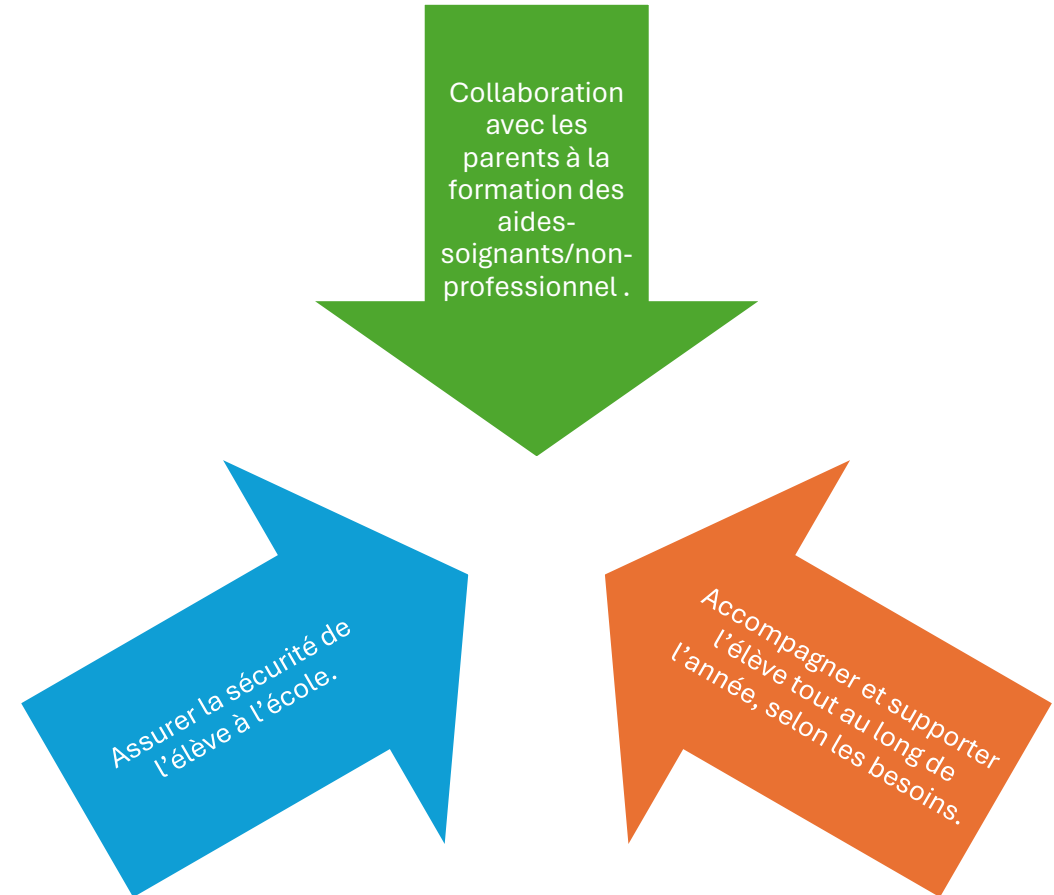 Collaboration
avec les
parents à la
formation des
aides-
soignants/non-
professionnel .
Assurer la sécurité de
l’élève à l’école.
Accompagner et supporter
l’élève tout au long de
l’année, selon les besoins.